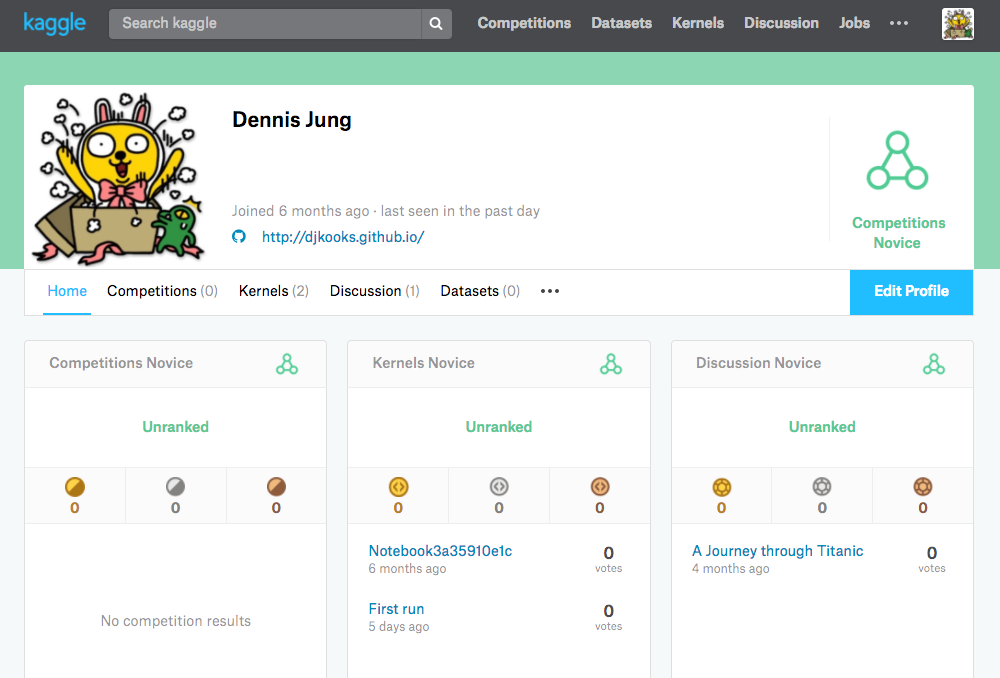 kaggle Search kaggle Competitions Datasets Kernels Discussion Jobs
Dennis Jung
Joined 6 months ago · last seen in the past day
http://djkooks.github.io/
Competitions
Novice
Home Competitions (0) Kernels (2) Discussion (1) Datasets (0) Edit Profile
Competitions Novice
Unranked
0 0 0
No competition results
Kernels Novice
Unranked
0 0 0
Notebook3a35910e1c 0
6 months ago votes
First run 0
5 days ago votes
Discussion Novice
Unranked
0 0 0
A Journey through Titanic 0
4 months ago votes